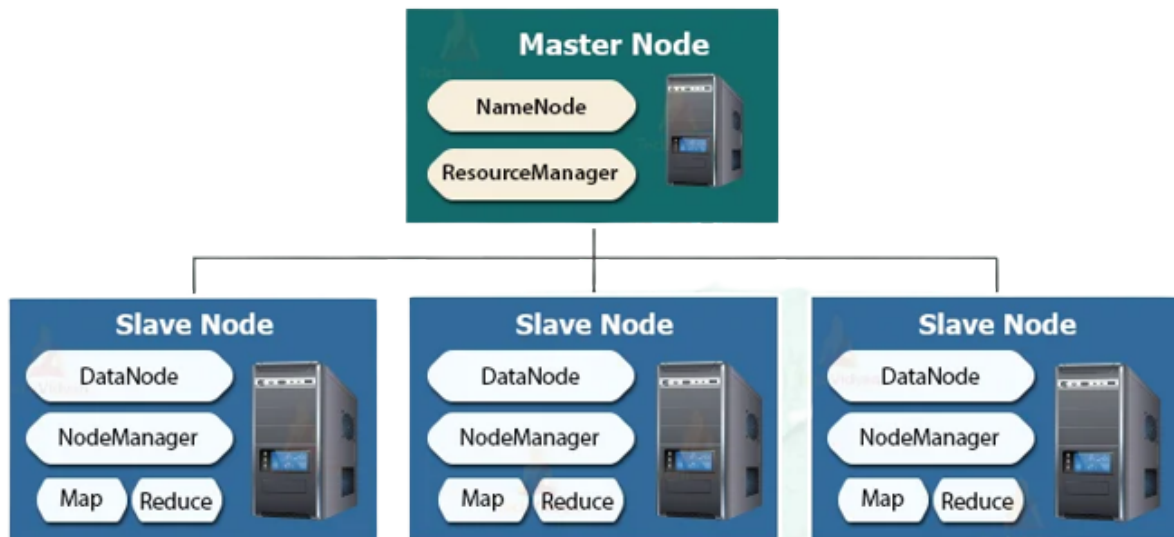 Master Node
NameNode
ResourceManager
Slave Node
DataNode
NodeManager
Map Reduce
Slave Node
DataNode
NodeManager
Map Reduce
Slave Node
DataNode
NodeManager
Map Reduce